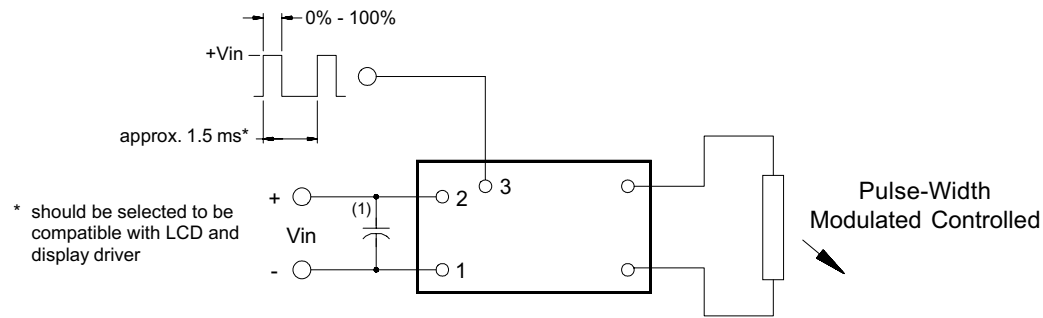 0% - 100%
+Vin
approx. 1.5 ms*
3
+
(1)
2
* should be selected to be
compatible with LCD and
display driver
Vin
-
1
Pulse-Width
Modulated Controlled